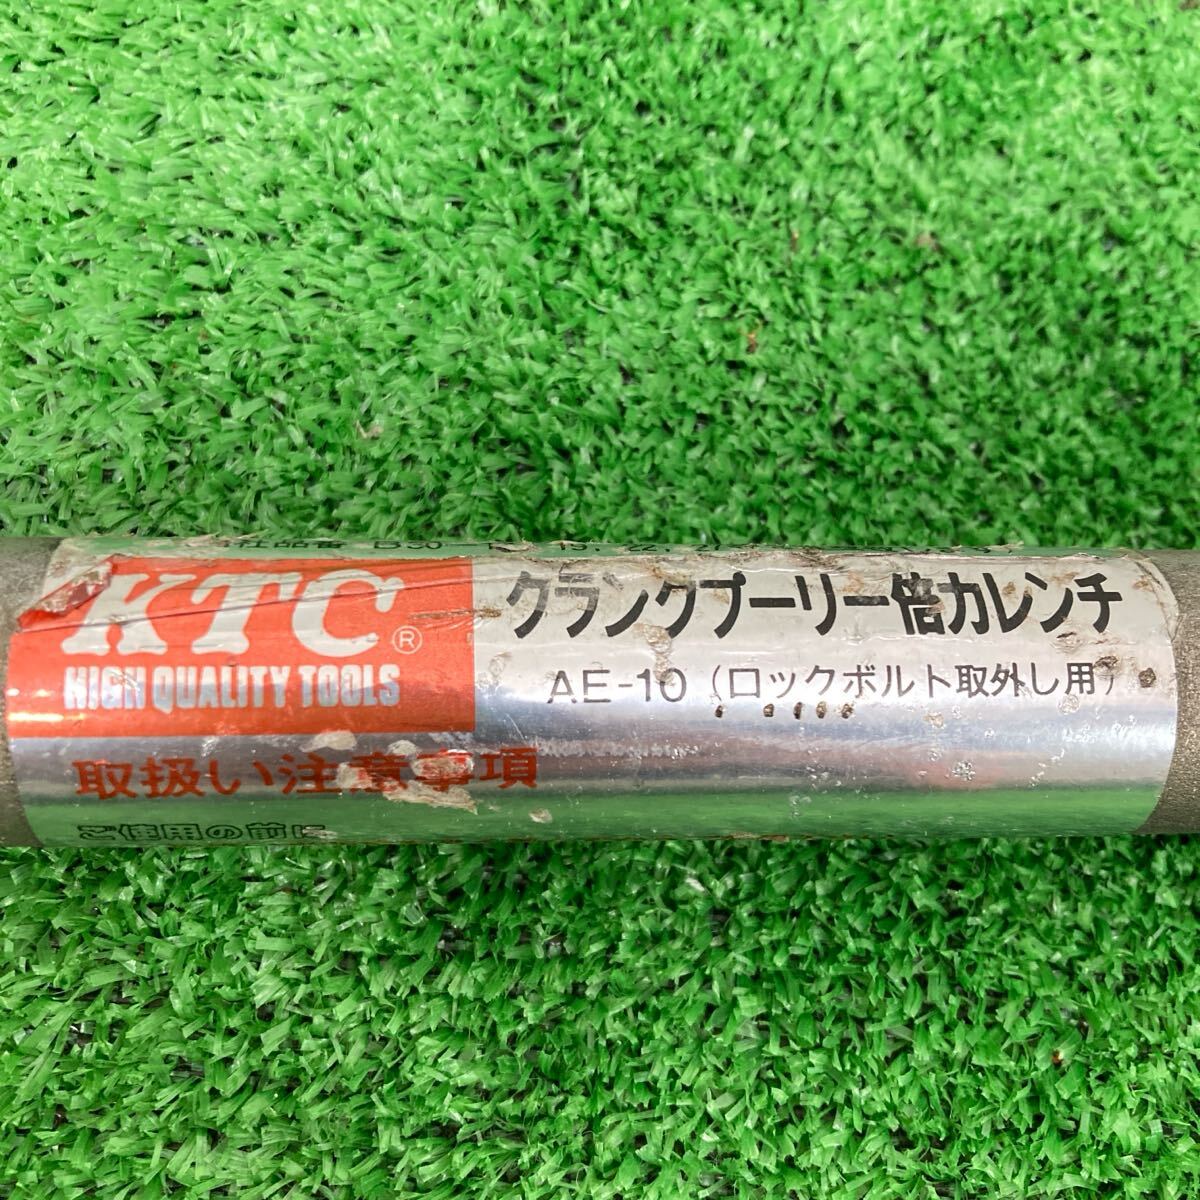 KTC®
HIGH QUALITY TOOLS
クランクプーリー倍力レンチ
AE-10 (ロックボルト取外し用)
取扱い注意事項
ご使用の前に